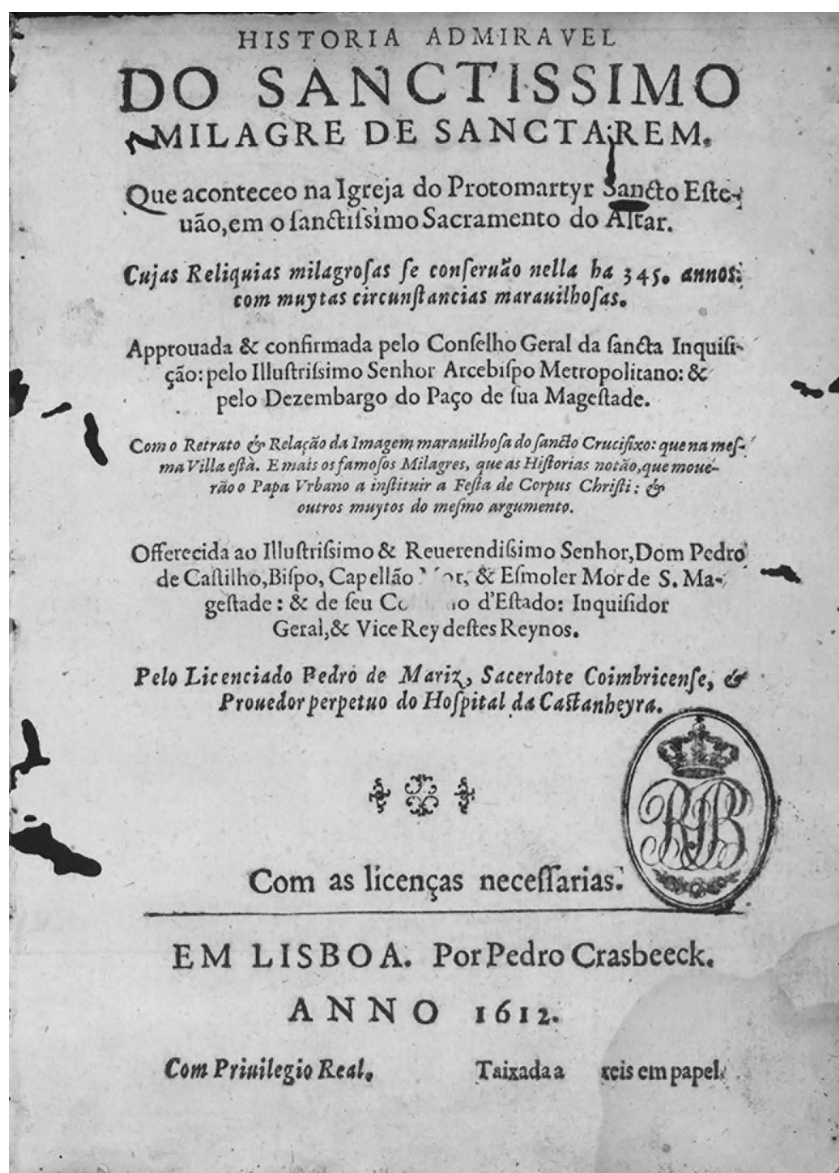 HISTORIA ADMIRAVEL
DO SANCTISSIMO
MILAGRE DE SANCTAREM.
Que aconteceo na Igreja do Protomartyr Sancto Eſte-
uão, em o ſanctiſsimo Sacramento do Altar.
Cujas Reliquias milagroſas ſe conſeruão nella ha 345. annos:
com muytas circunſtancias marauilhoſas.
Approuada & confirmada pelo Conſelho Geral da ſancta Inquiſi-
ção: pelo Illuſtriſsimo Senhor Arcebiſpo Metropolitano: &
pelo Dezembargo do Paço de ſua Mageſtade.
Com o Retrato & Relação da Imagem marauilhoſa do ſancto Crucifixo: que na meſ-
ma Villa eſtà. E mais os famoſos Milagres, que as Hiſtorias notão, que moue-
rão o Papa Vrbano a inſtituir a Feſta de Corpus Chriſti: &
outros muytos do meſmo argumento.
Offerecida ao Illuſtriſsimo & Reuerendiſsimo Senhor, Dom Pedro
de Caſtilho, Biſpo, Capellão & Eſmoler Mor de S. Ma-
geſtade: & de ſeu d'Eſtado: Inquiſidor
Geral, & Vice Rey deſtes Reynos.
Pelo Licenciado Pedro de Mariz, Sacerdote Coimbricenſe, &
Prouedor perpetuo do Hoſpital da Caſtanheyra.
RJB
Com as licenças neceſſarias.
EM LISBOA. Por Pedro Crasbeeck.
ANNO 1612.
Com Priuilegio Real. Taixada a em papel.